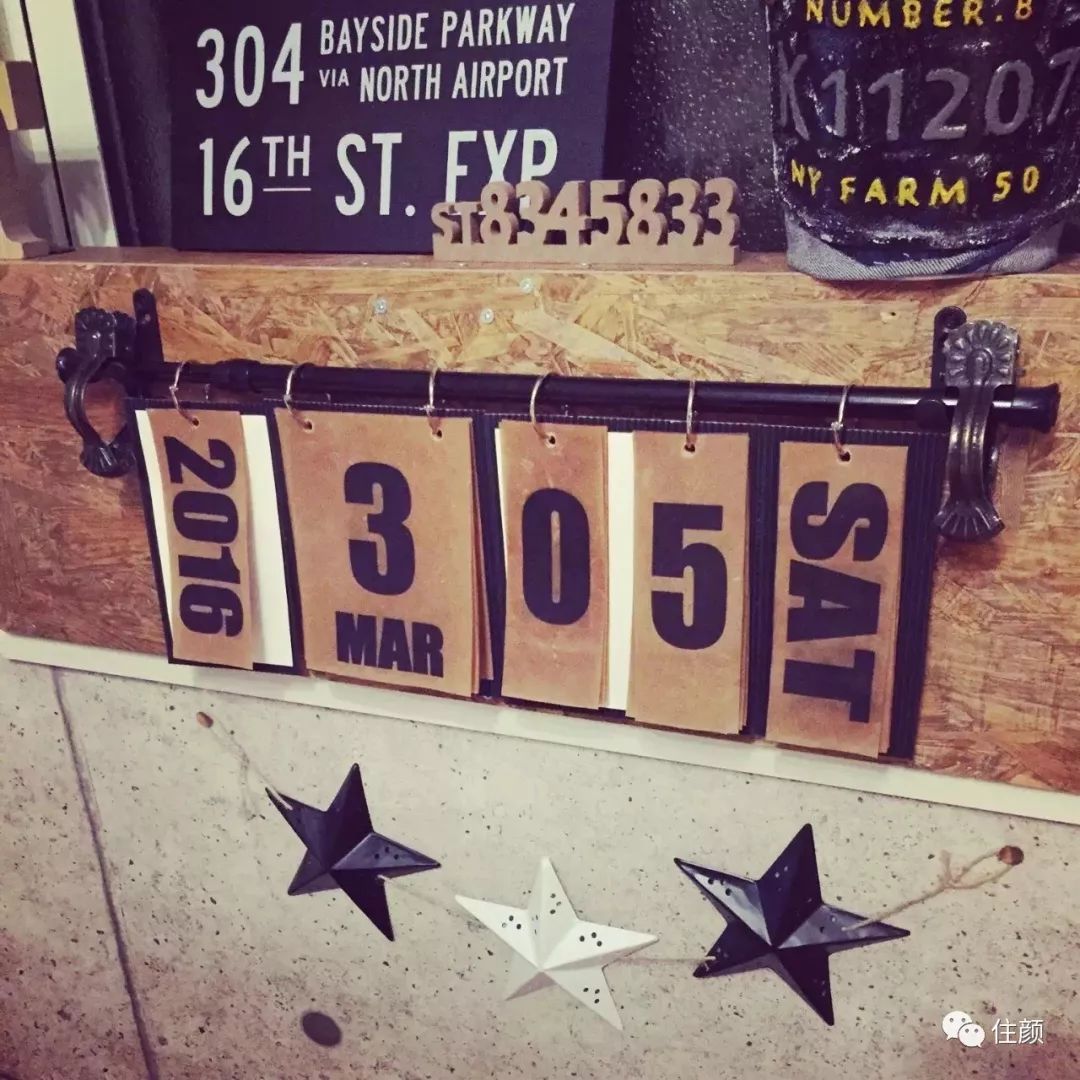 304 BAYSIDE PARKWAY
VIA NORTH AIRPORT
16TH ST. EXP
ST8345833
NUMBER.8
K11207
NY FARM 50
2016
3
MAR
0
5
SAT
住颜